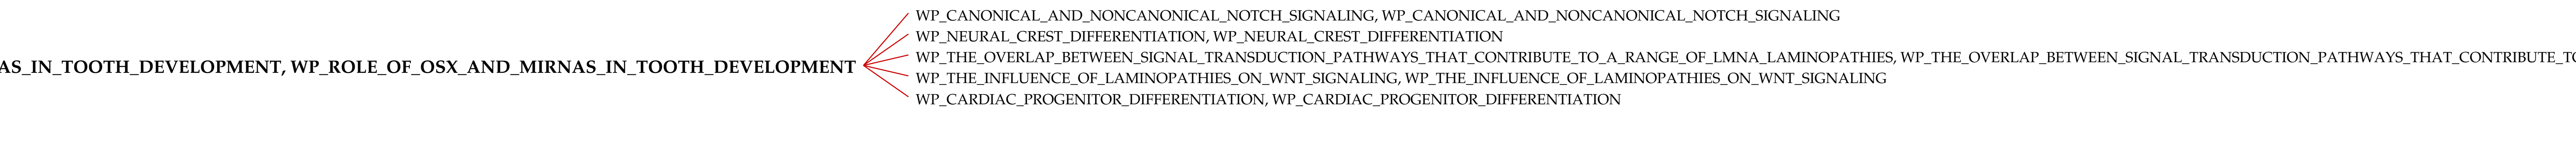 WP_CANONICAL_AND_NONCANONICAL_NOTCH_SIGNALING, WP_CANONICAL_AND_NONCANONICAL_NOTCH_SIGNALING
WP_NEURAL_CREST_DIFFERENTIATION, WP_NEURAL_CREST_DIFFERENTIATION
WP_THE_OVERLAP_BETWEEN_SIGNAL_TRANSDUCTION_PATHWAYS_THAT_CONTRIBUTE_TO_A_RANGE_OF_LMNA_LAMINOPATHIES, WP_THE_OVERLAP_BETWEEN_SIGNAL_TRANSDUCTION_PATHWAYS_THAT_CONTRIBUTE_TO
AS_IN_TOOTH_DEVELOPMENT, WP_ROLE_OF_OSX_AND_MIRNAS_IN_TOOTH_DEVELOPMENT
WP_THE_INFLUENCE_OF_LAMINOPATHIES_ON_WNT_SIGNALING, WP_THE_INFLUENCE_OF_LAMINOPATHIES_ON_WNT_SIGNALING
WP_CARDIAC_PROGENITOR_DIFFERENTIATION, WP_CARDIAC_PROGENITOR_DIFFERENTIATION